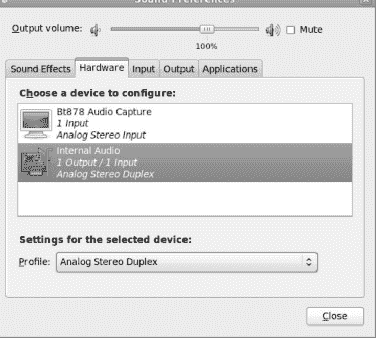 Sound Preferences
Output volume:
Mute
100%
Sound Effects Hardware Input Output Applications
Choose a device to configure:
Bt878 Audio Capture
1 Input
Analog Stereo Input
Internal Audio
1 Output / 1 Input
Analog Stereo Duplex
Settings for the selected device:
Profile: Analog Stereo Duplex
Close